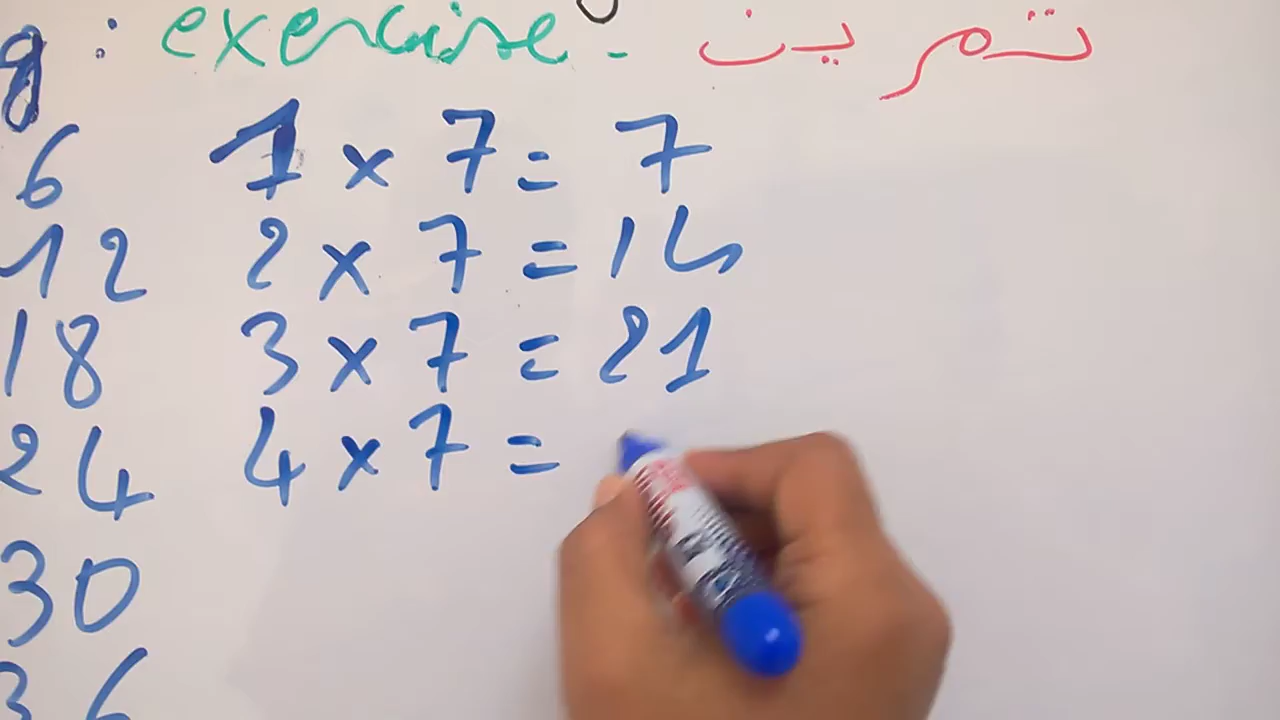 g : exercise - تمرين
6 1 x 7 = 7
12 2 x 7 = 14
18 3 x 7 = 21
24 4 x 7 =
30
36